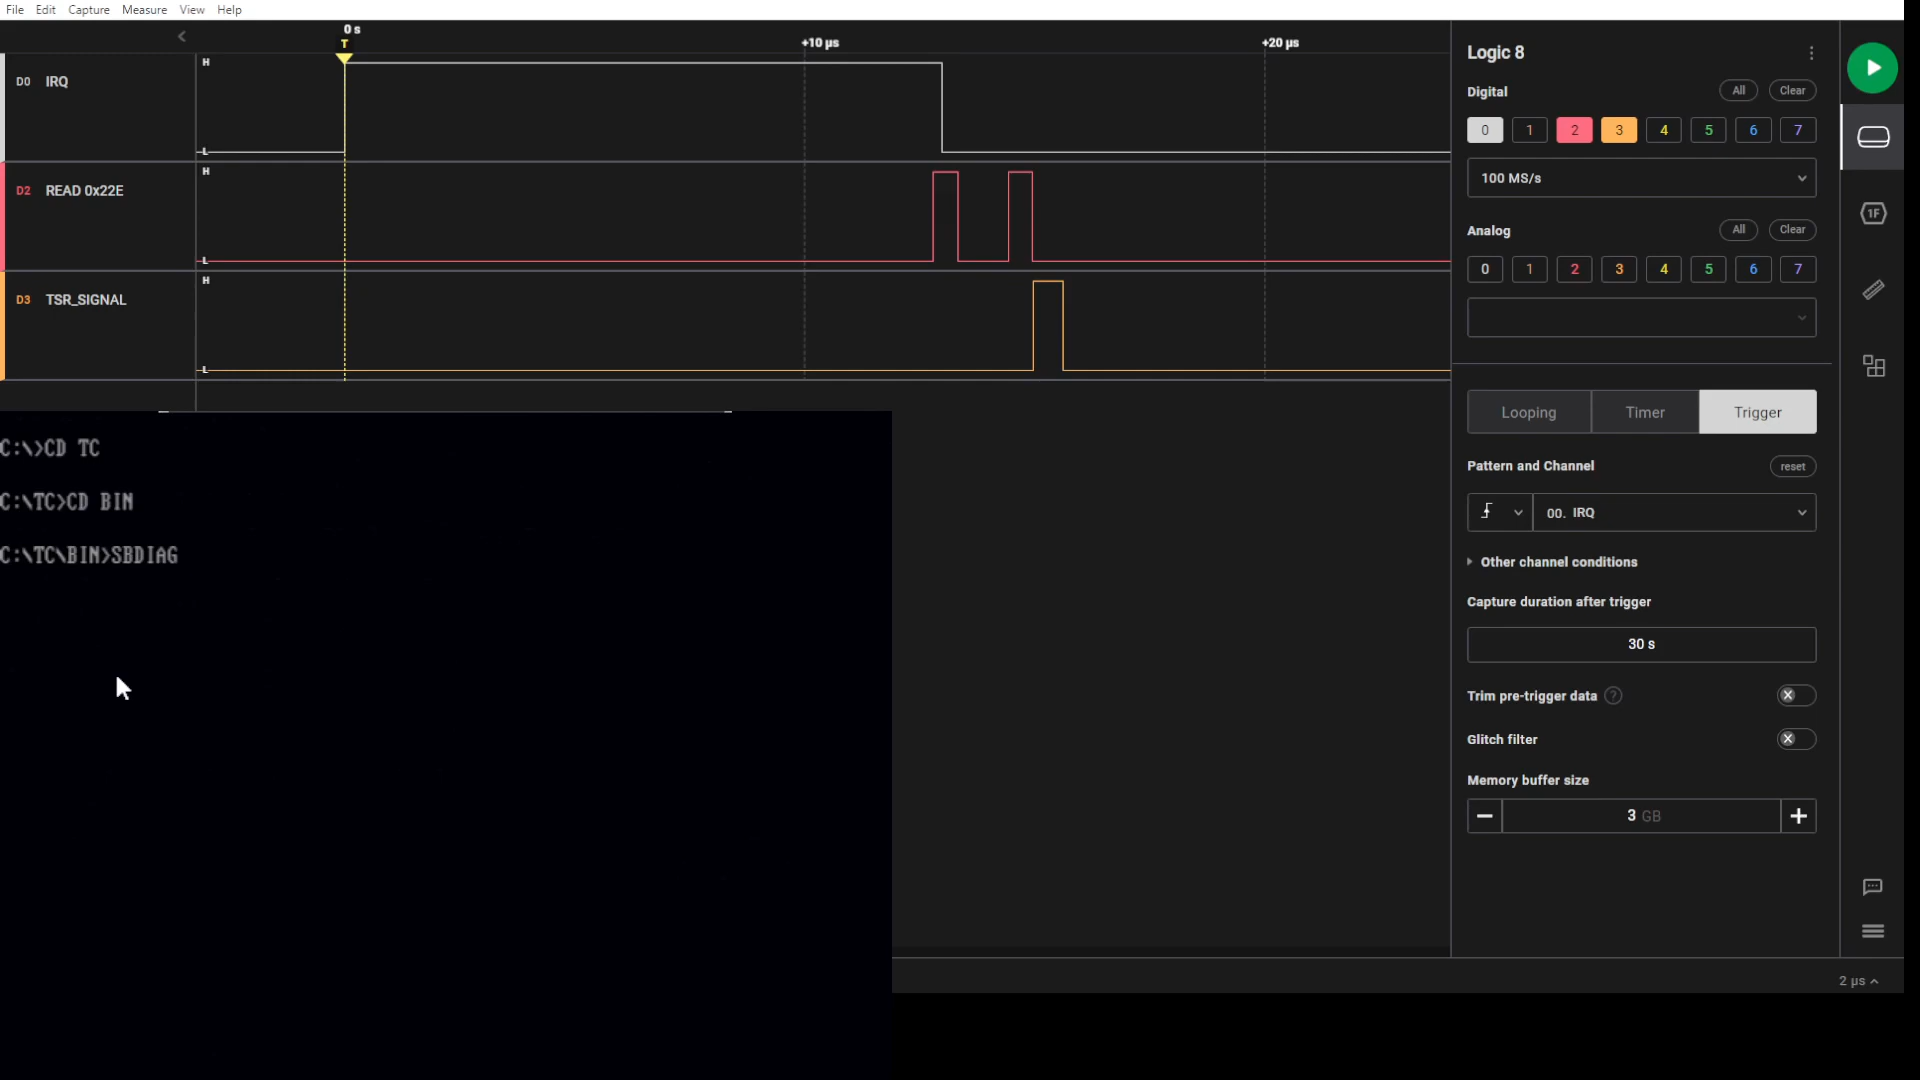 File Edit Capture Measure View Help
0 s
T
+10 µs
+20 µs
D0 IRQ
H
L
D2 READ 0x22E
H
L
D3 TSR_SIGNAL
H
L
C:\>CD TC
C:\TC>CD BIN
C:\TC\BIN>SBDIAG
Logic 8
Digital All Clear
0 1 2 3 4 5 6 7
100 MS/s
Analog All Clear
0 1 2 3 4 5 6 7
Looping Timer Trigger
Pattern and Channel reset
00. IRQ
Other channel conditions
Capture duration after trigger
30 s
Trim pre-trigger data ?
Glitch filter
Memory buffer size
3 GB
1F
2 µs